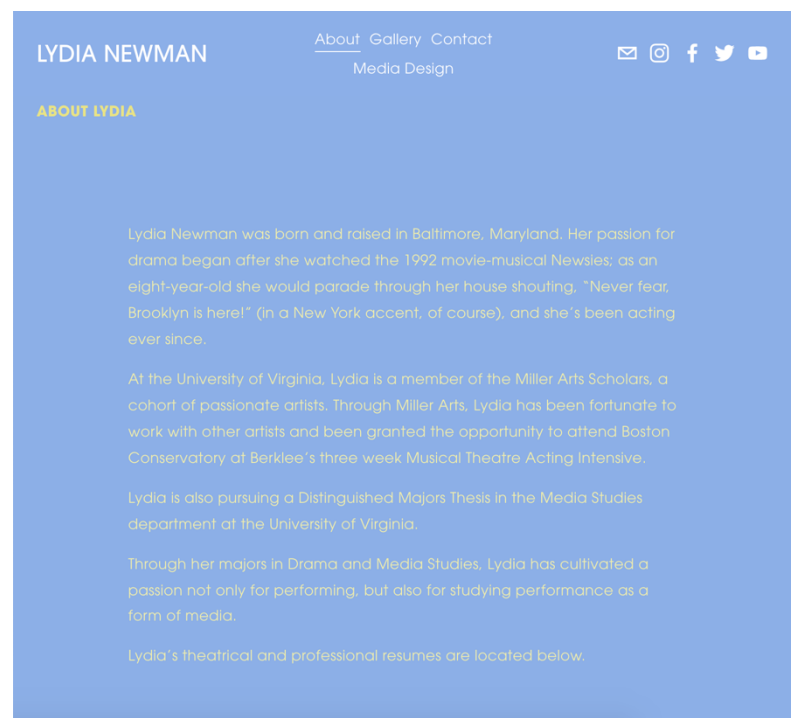 LYDIA NEWMAN
About Gallery Contact
Media Design
ABOUT LYDIA
Lydia Newman was born and raised in Baltimore, Maryland. Her passion for
drama began after she watched the 1992 movie-musical Newsies; as an
eight-year-old she would parade through her house shouting, “Never fear,
Brooklyn is here!” (in a New York accent, of course), and she’s been acting
ever since.
At the University of Virginia, Lydia is a member of the Miller Arts Scholars, a
cohort of passionate artists. Through Miller Arts, Lydia has been fortunate to
work with other artists and been granted the opportunity to attend Boston
Conservatory at Berklee’s three week Musical Theatre Acting Intensive.
Lydia is also pursuing a Distinguished Majors Thesis in the Media Studies
department at the University of Virginia.
Through her majors in Drama and Media Studies, Lydia has cultivated a
passion not only for performing, but also for studying performance as a
form of media.
Lydia’s theatrical and professional resumes are located below.